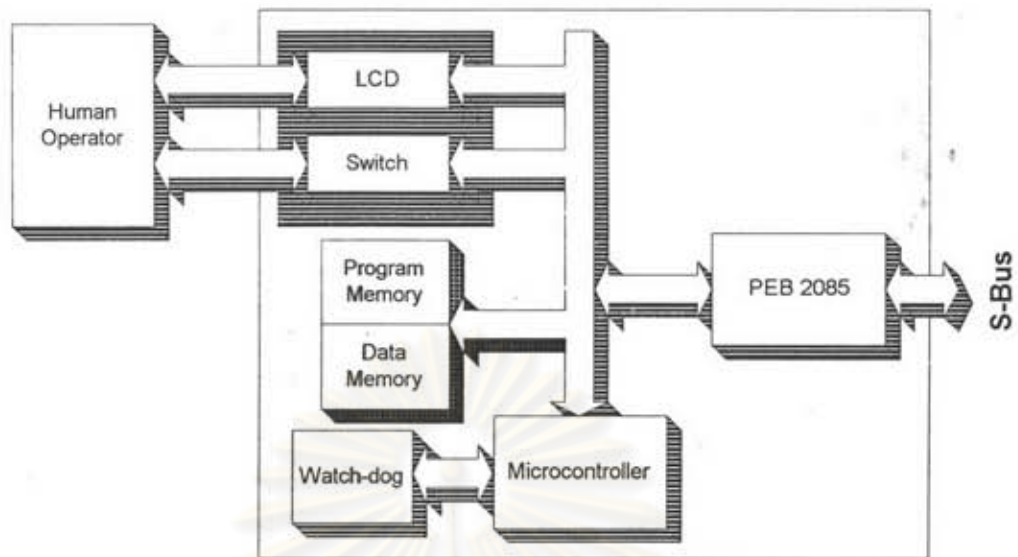 Human
Operator
LCD
Switch
Program
Memory
Data
Memory
Watch-dog
Microcontroller
PEB 2085
S-Bus